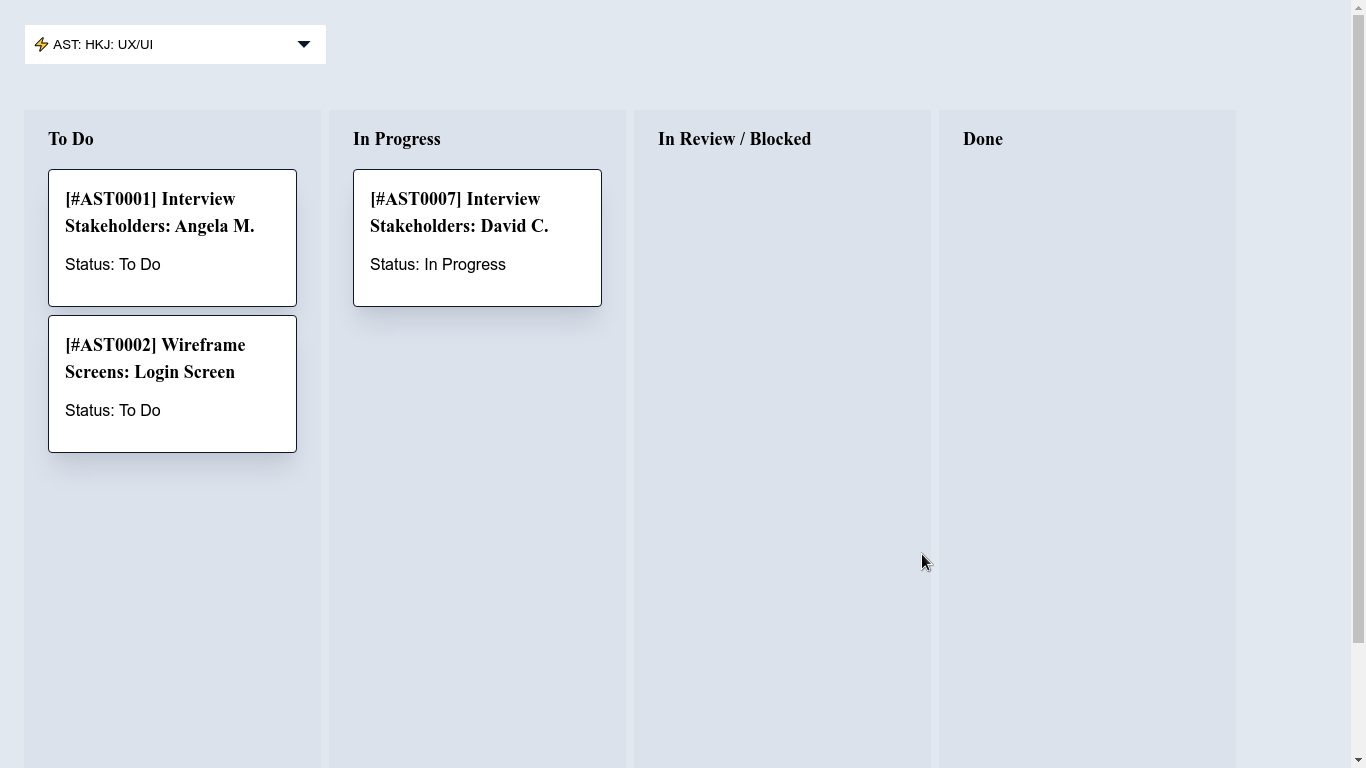 ⚡ AST: HKJ: UX/UI
To Do
[#AST0001] Interview
Stakeholders: Angela M.
Status: To Do
[#AST0002] Wireframe
Screens: Login Screen
Status: To Do
In Progress
[#AST0007] Interview
Stakeholders: David C.
Status: In Progress
In Review / Blocked
Done